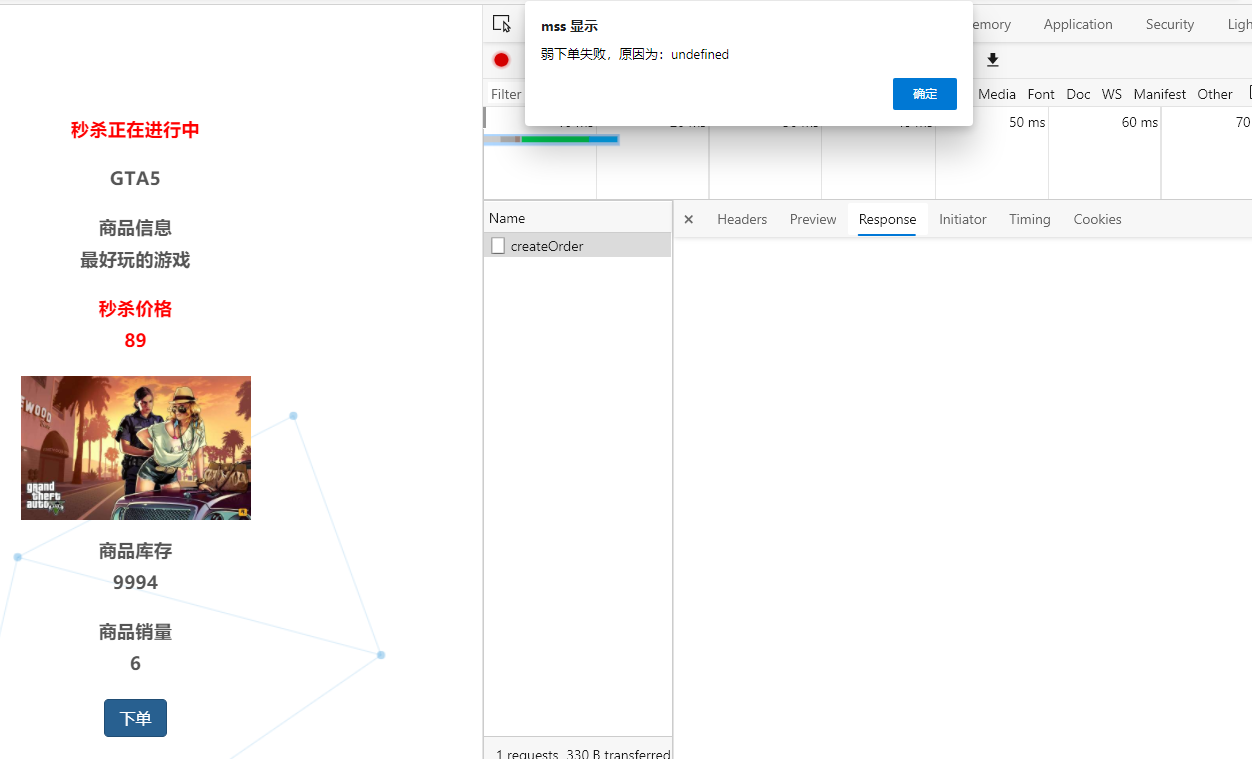 秒杀正在进行中
GTA5
商品信息
最好玩的游戏
秒杀价格
89
EWOOD
grand
theft
auto
商品库存
9994
商品销量
6
下单
mss 显示
弱下单失败，原因为：undefined
确定
Memory Application Security Ligh
Filter Media Font Doc WS Manifest Other
50 ms 60 ms 70
Name
createOrder
× Headers Preview Response Initiator Timing Cookies
1 requests 330 B transferred